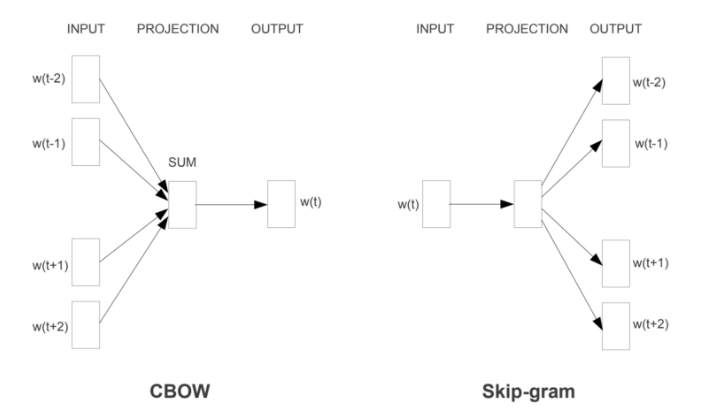 INPUT PROJECTION OUTPUT
w(t-2)
w(t-1)
SUM
w(t)
w(t+1)
w(t+2)
CBOW
INPUT PROJECTION OUTPUT
w(t-2)
w(t-1)
w(t)
w(t+1)
w(t+2)
Skip-gram